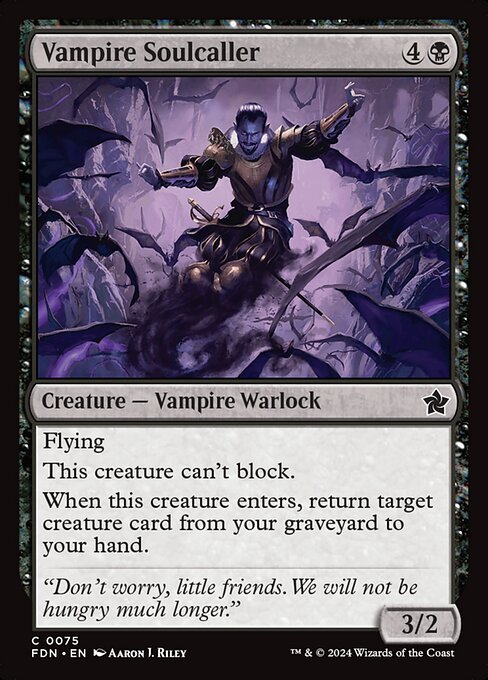 Vampire Soulcaller 4
Creature — Vampire Warlock
Flying
This creature can't block.
When this creature enters, return target
creature card from your graveyard to
your hand.
“Don't worry, little friends. We will not be
hungry much longer.”
3/2
C 0075
FDN • EN Aaron J. Riley ™ & © 2024 Wizards of the Coast